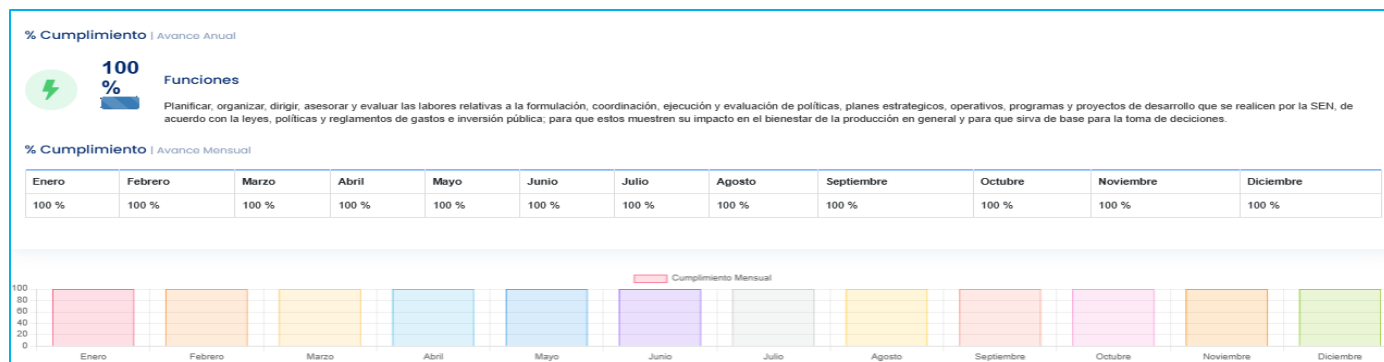 % Cumplimiento | Avance Anual
100
%
Funciones
Planificar, organizar, dirigir, asesorar y evaluar las labores relativas a la formulación, coordinación, ejecución y evaluación de políticas, planes estrategicos, operativos, programas y proyectos de desarrollo que se realicen por la SEN, de
acuerdo con la leyes, políticas y reglamentos de gastos e inversión pública; para que estos muestren su impacto en el bienestar de la producción en general y para que sirva de base para la toma de deciciones.
% Cumplimiento | Avance Mensual
Enero Febrero Marzo Abril Mayo Junio Julio Agosto Septiembre Octubre Noviembre Diciembre
100 % 100 % 100 % 100 % 100 % 100 % 100 % 100 % 100 % 100 % 100 % 100 %
Cumplimiento Mensual
100
80
60
40
20
0
Enero Febrero Marzo Abril Mayo Junio Julio Agosto Septiembre Octubre Noviembre Diciembre